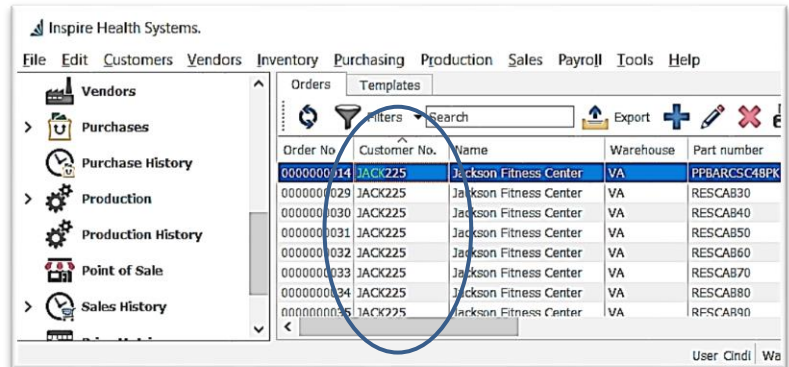 Inspire Health Systems.
File Edit Customers Vendors Inventory Purchasing Production Sales Payroll Tools Help
Vendors
Purchases
Purchase History
Production
Production History
Point of Sale
Sales History
Orders Templates
Filters Search Export
Order No Customer No. Name Warehouse Part number
0000000014 JACK225 Jackson Fitness Center VA PPBARCSC48PK
0000000029 JACK225 Jackson Fitness Center VA RESCAB30
0000000030 JACK225 Jackson Fitness Center VA RESCAB40
0000000031 JACK225 Jackson Fitness Center VA RESCAB50
0000000032 JACK225 Jackson Fitness Center VA RESCAB60
0000000033 JACK225 Jackson Fitness Center VA RESCAB70
0000000034 JACK225 Jackson Fitness Center VA RESCAB80
0000000035 JACK225 Jackson Fitness Center VA RESCAB90
User Cindi Wa